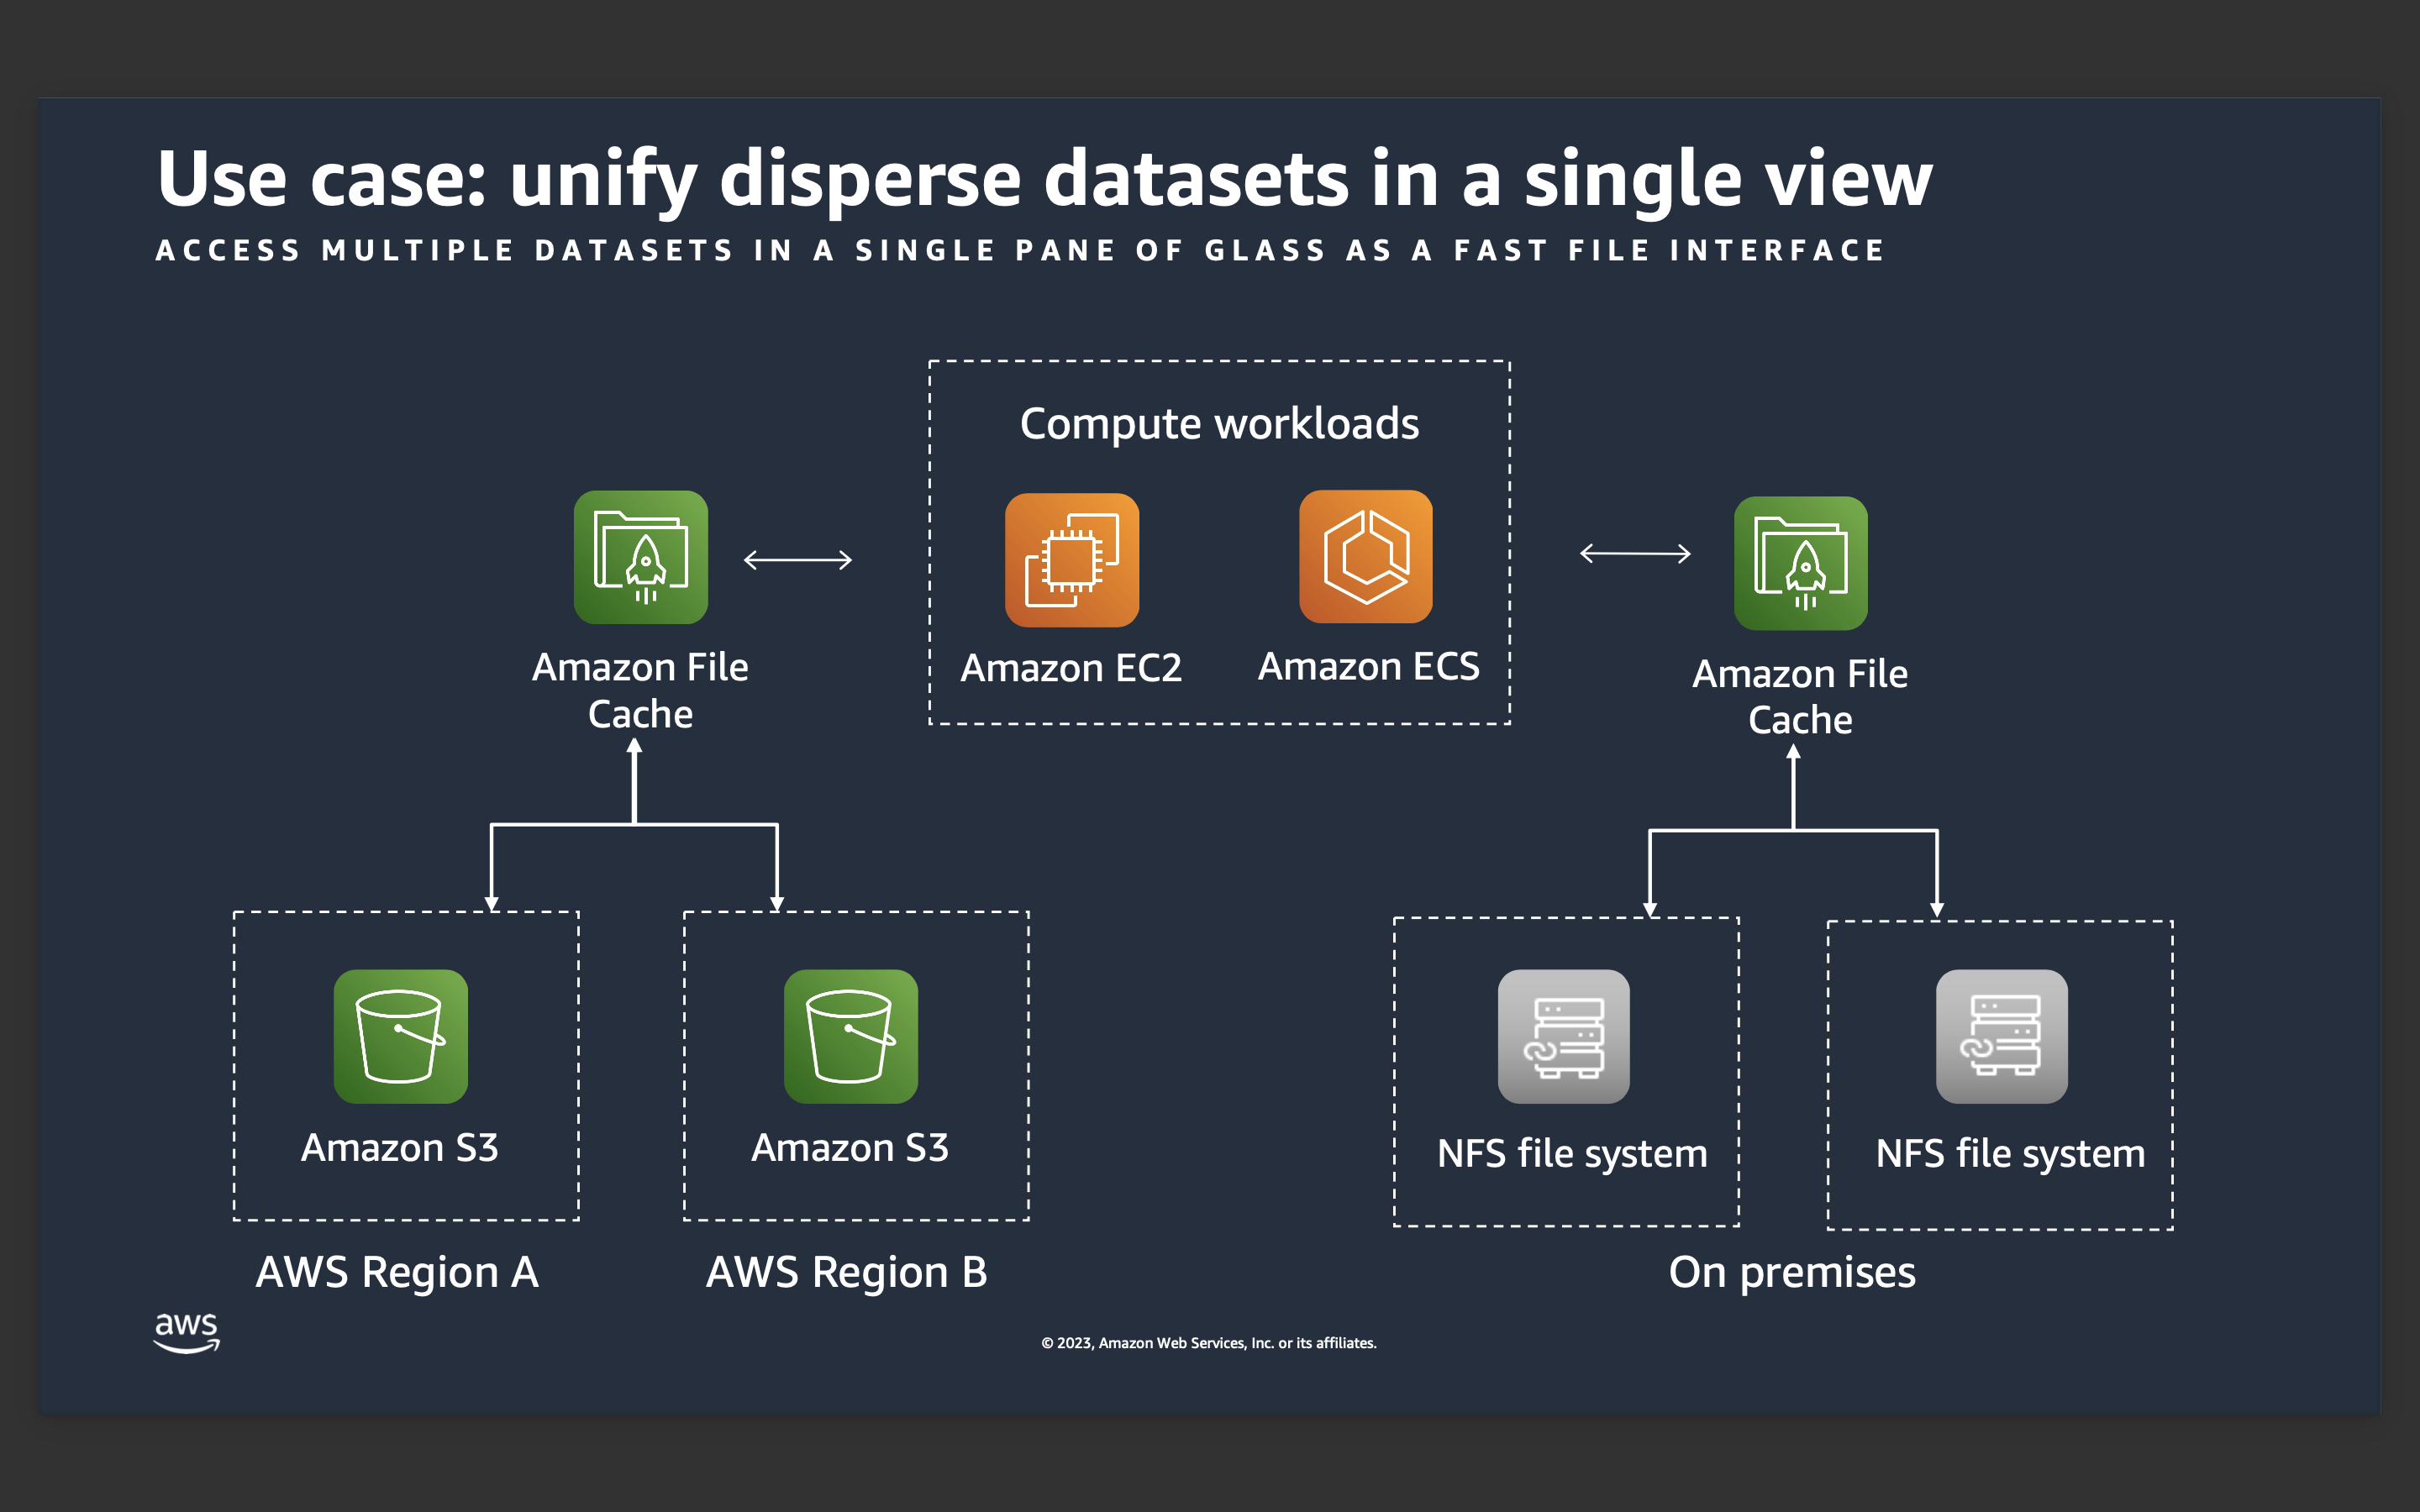 Use case: unify disperse datasets in a single view
ACCESS MULTIPLE DATASETS IN A SINGLE PANE OF GLASS AS A FAST FILE INTERFACE
Compute workloads
Amazon File
Cache
Amazon EC2
Amazon ECS
Amazon File
Cache
Amazon S3
Amazon S3
NFS file system
NFS file system
AWS Region A
AWS Region B
On premises
aws
© 2023, Amazon Web Services, Inc. or its affiliates.